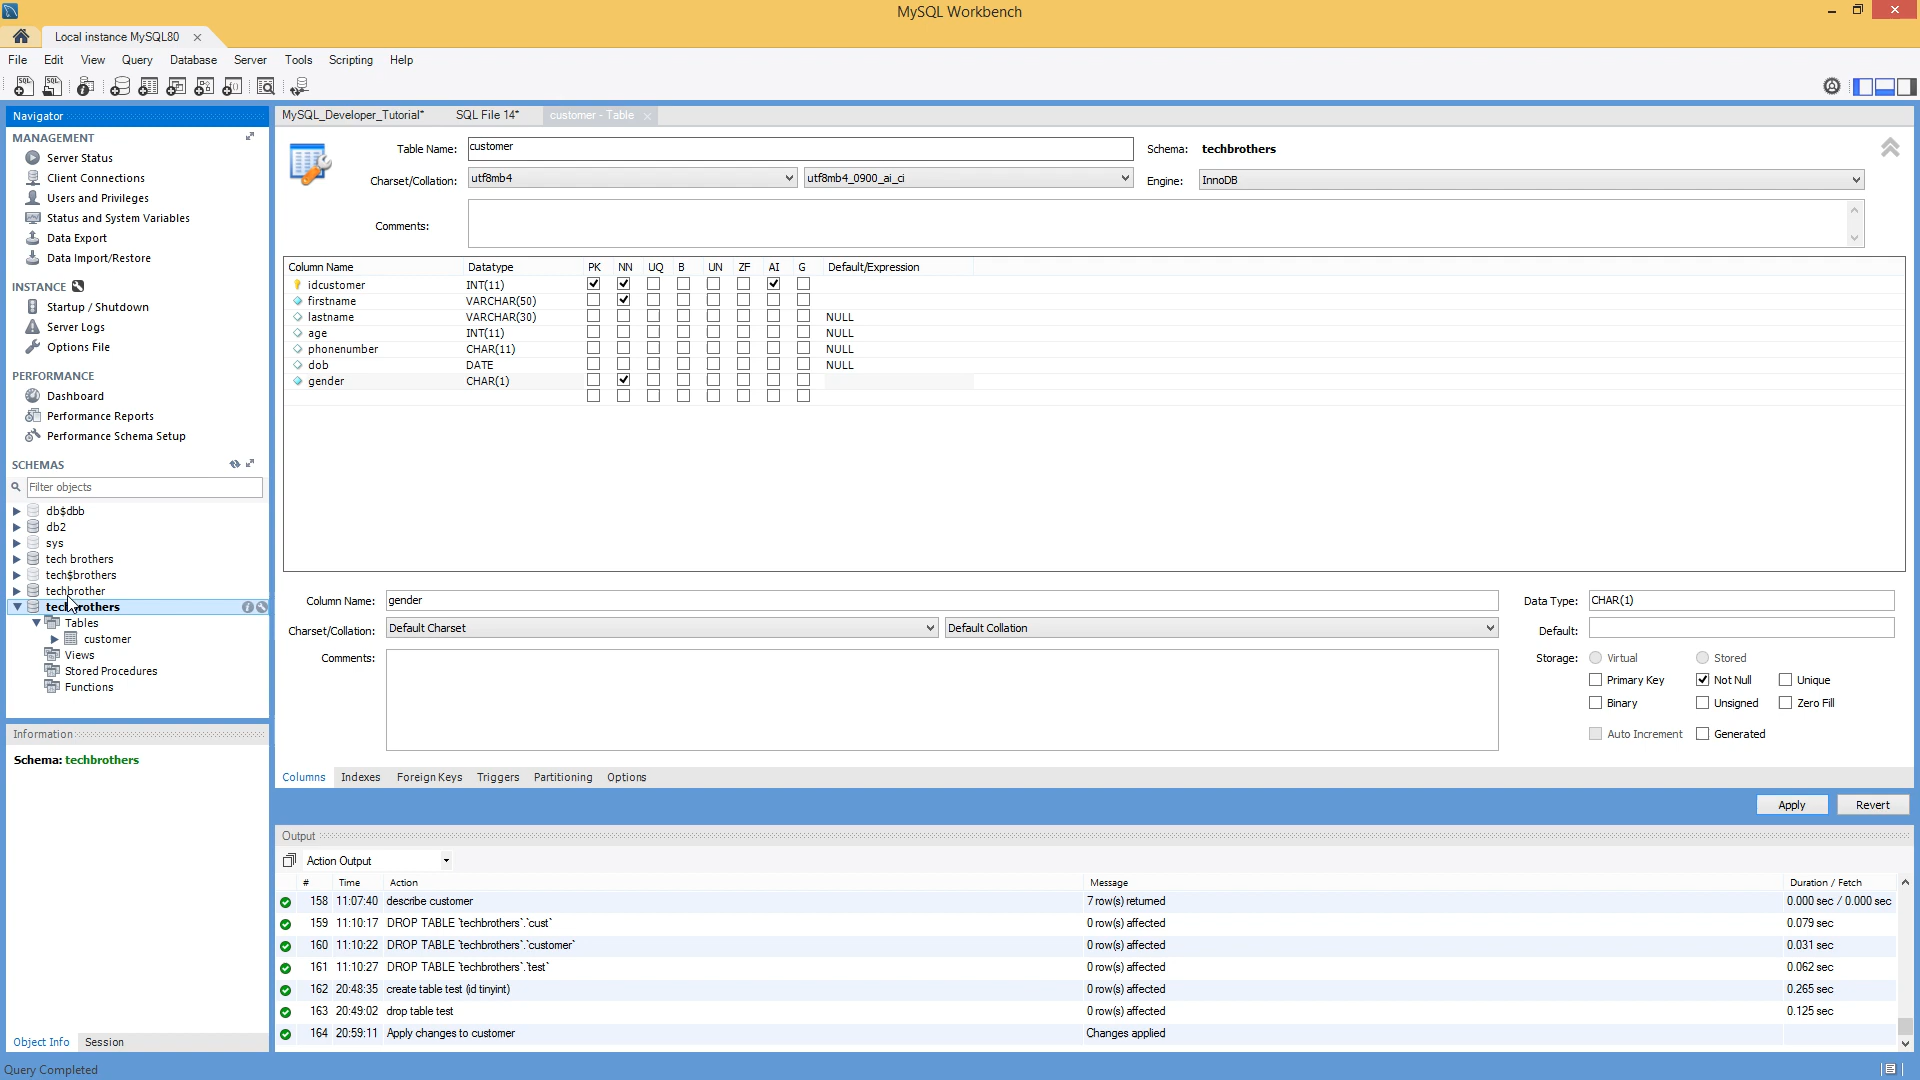 MySQL Workbench
Local instance MySQL80
File Edit View Query Database Server Tools Scripting Help
Navigator
MANAGEMENT
Server Status
Client Connections
Users and Privileges
Status and System Variables
Data Export
Data Import/Restore
INSTANCE
Startup / Shutdown
Server Logs
Options File
PERFORMANCE
Dashboard
Performance Reports
Performance Schema Setup
SCHEMAS
Filter objects
db$dbb
db2
sys
tech brothers
tech$brothers
techbrother
techbrothers
Tables
customer
Views
Stored Procedures
Functions
Information
Schema: techbrothers
Object Info Session
Query Completed
MySQL_Developer_Tutorial* SQL File 14* customer - Table
Table Name: customer Schema: techbrothers
Charset/Collation: utf8mb4 utf8mb4_0900_ai_ci Engine: InnoDB
Comments:
Column Name Datatype PK NN UQ B UN ZF AI G Default/Expression
idcustomer INT(11)
firstname VARCHAR(50)
lastname VARCHAR(30) NULL
age INT(11) NULL
phonenumber CHAR(11) NULL
dob DATE NULL
gender CHAR(1)
Column Name: gender Data Type: CHAR(1)
Charset/Collation: Default Charset Default Collation Default:
Comments: Storage: Virtual Stored
Primary Key Not Null Unique
Binary Unsigned Zero Fill
Auto Increment Generated
Columns Indexes Foreign Keys Triggers Partitioning Options
Apply Revert
Output
Action Output
# Time Action Message Duration / Fetch
158 11:07:40 describe customer 7 row(s) returned 0.000 sec / 0.000 sec
159 11:10:17 DROP TABLE `techbrothers`.`cust` 0 row(s) affected 0.079 sec
160 11:10:22 DROP TABLE `techbrothers`.`customer` 0 row(s) affected 0.031 sec
161 11:10:27 DROP TABLE `techbrothers`.`test` 0 row(s) affected 0.062 sec
162 20:48:35 create table test (id tinyint) 0 row(s) affected 0.265 sec
163 20:49:02 drop table test 0 row(s) affected 0.125 sec
164 20:59:11 Apply changes to customer Changes applied